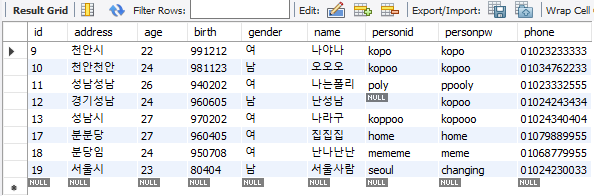 Result Grid Filter Rows: Edit: Export/Import: Wrap Cell
id address age birth gender name personid personpw phone
9 천안시 22 991212 여 나야나 kopo kopo 01023233333
10 천안천안 24 981123 남 오오오 kopoo kopoo 01034762233
11 성남성남 26 940202 여 나는폴리 poly ppooly 01023332555
12 경기성남 24 960605 남 난성남 NULL kopoo 01024243434
13 성남시 27 970202 여 나라구 koppoo kopooo 01024340404
17 분분당 27 960405 여 집집집 home home 01079889955
18 분당임 24 950708 여 난나난난 mememe meme 01068779955
19 서울시 23 80404 남 서울사람 seoul changing 01024230033
NULL NULL NULL NULL NULL NULL NULL NULL NULL